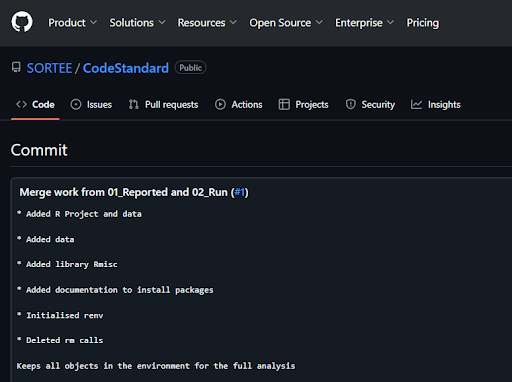 Product Solutions Resources Open Source Enterprise Pricing
SORTEE / CodeStandard Public
Code Issues Pull requests Actions Projects Security Insights
Commit
Merge work from 01_Reported and 02_Run (#1)
* Added R Project and data
* Added data
* Added library Rmisc
* Added documentation to install packages
* Initialised renv
* Deleted rm calls
Keeps all objects in the environment for the full analysis